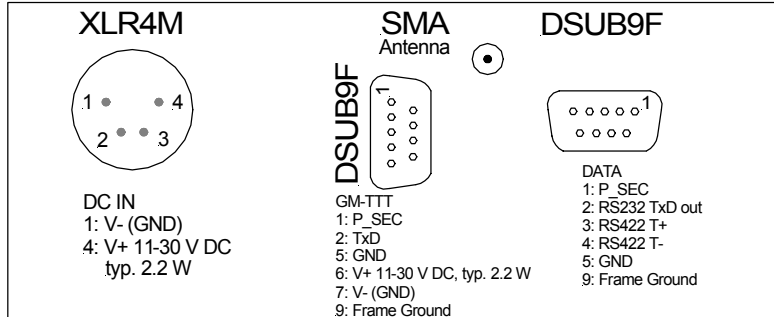 XLR4M
1
4
2
3
DC IN
1: V- (GND)
4: V+ 11-30 V DC
typ. 2.2 W
SMA
Antenna
DSUB9F
1
GM-TTT
1: P_SEC
2: TxD
5: GND
6: V+ 11-30 V DC, typ. 2.2 W
7: V- (GND)
9: Frame Ground
DSUB9F
1
DATA
1: P_SEC
2: RS232 TxD out
3: RS422 T+
4: RS422 T-
5: GND
9: Frame Ground